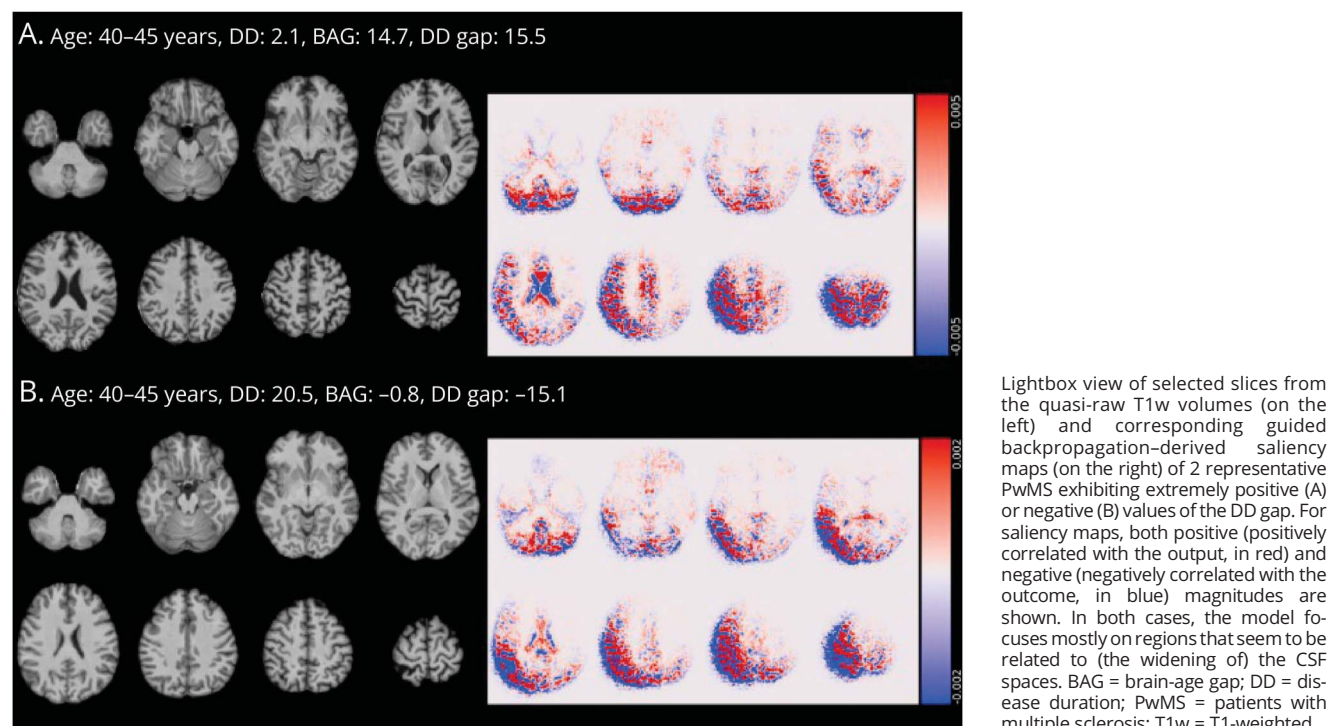 A. Age: 40–45 years, DD: 2.1, BAG: 14.7, DD gap: 15.5
0.005
-0.005
B. Age: 40–45 years, DD: 20.5, BAG: –0.8, DD gap: –15.1
0.002
-0.002
Lightbox view of selected slices from
the quasi-raw T1w volumes (on the
left) and corresponding guided
backpropagation–derived saliency
maps (on the right) of 2 representative
PwMS exhibiting extremely positive (A)
or negative (B) values of the DD gap. For
saliency maps, both positive (positively
correlated with the output, in red) and
negative (negatively correlated with the
outcome, in blue) magnitudes are
shown. In both cases, the model fo-
cuses mostly on regions that seem to be
related to (the widening of) the CSF
spaces. BAG = brain-age gap; DD = dis-
ease duration; PwMS = patients with
multiple sclerosis; T1w = T1-weighted.